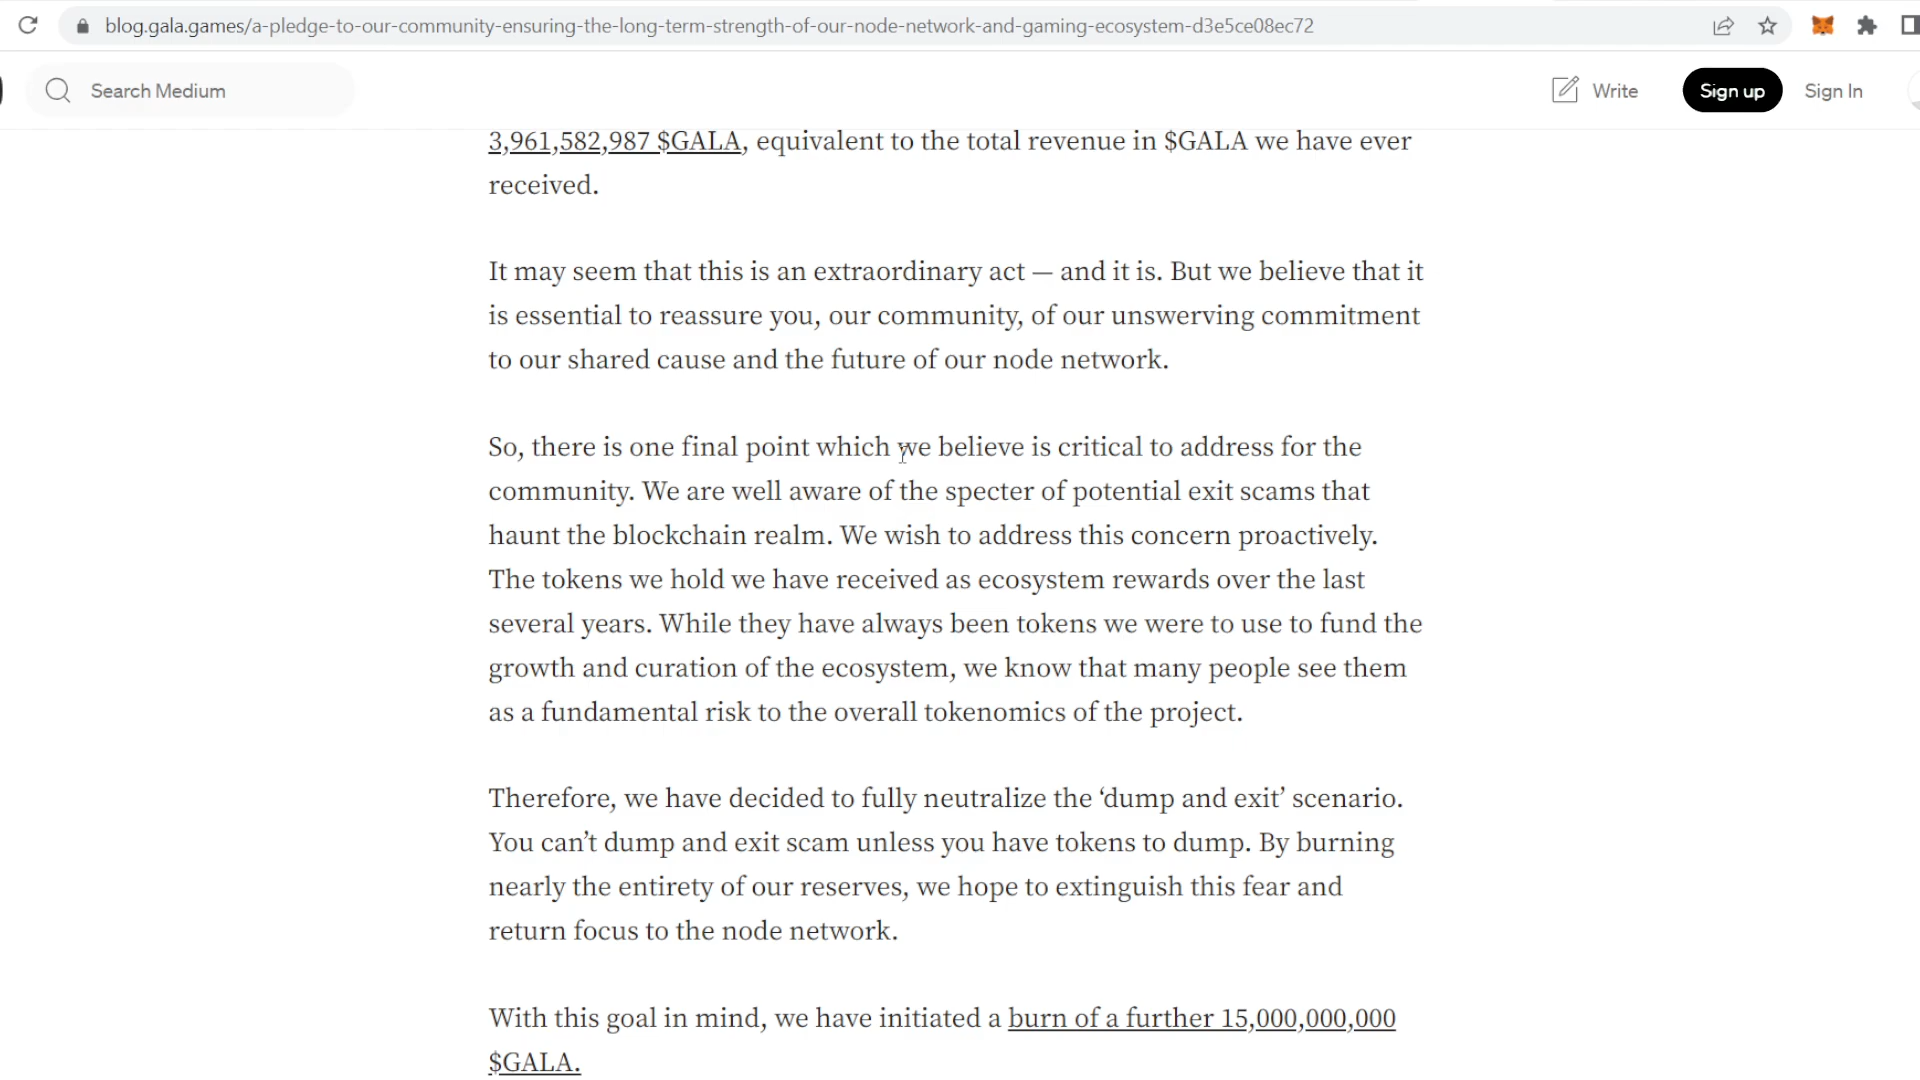 blog.gala.games/a-pledge-to-our-community-ensuring-the-long-term-strength-of-our-node-network-and-gaming-ecosystem-d3e5ce08ec72
Search Medium
Write
Sign up
Sign In
3,961,582,987 $GALA, equivalent to the total revenue in $GALA we have ever
received.
It may seem that this is an extraordinary act — and it is. But we believe that it
is essential to reassure you, our community, of our unswerving commitment
to our shared cause and the future of our node network.
So, there is one final point which we believe is critical to address for the
community. We are well aware of the specter of potential exit scams that
haunt the blockchain realm. We wish to address this concern proactively.
The tokens we hold we have received as ecosystem rewards over the last
several years. While they have always been tokens we were to use to fund the
growth and curation of the ecosystem, we know that many people see them
as a fundamental risk to the overall tokenomics of the project.
Therefore, we have decided to fully neutralize the ‘dump and exit’ scenario.
You can’t dump and exit scam unless you have tokens to dump. By burning
nearly the entirety of our reserves, we hope to extinguish this fear and
return focus to the node network.
With this goal in mind, we have initiated a burn of a further 15,000,000,000
$GALA.